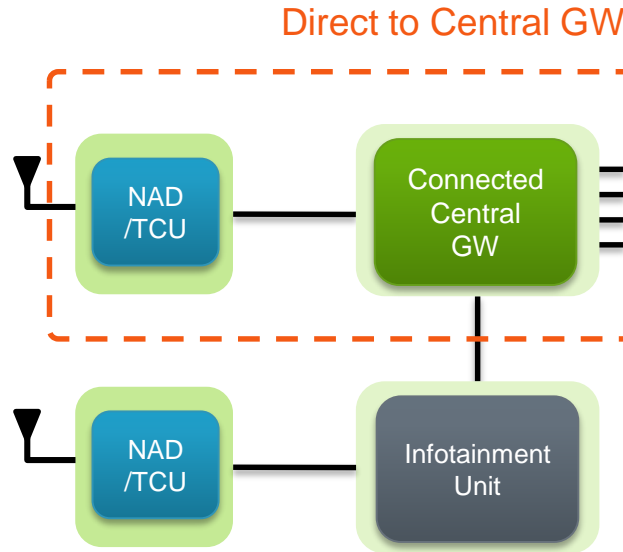 Direct to Central GW
NAD
/TCU
Connected
Central
GW
NAD
/TCU
Infotainment
Unit